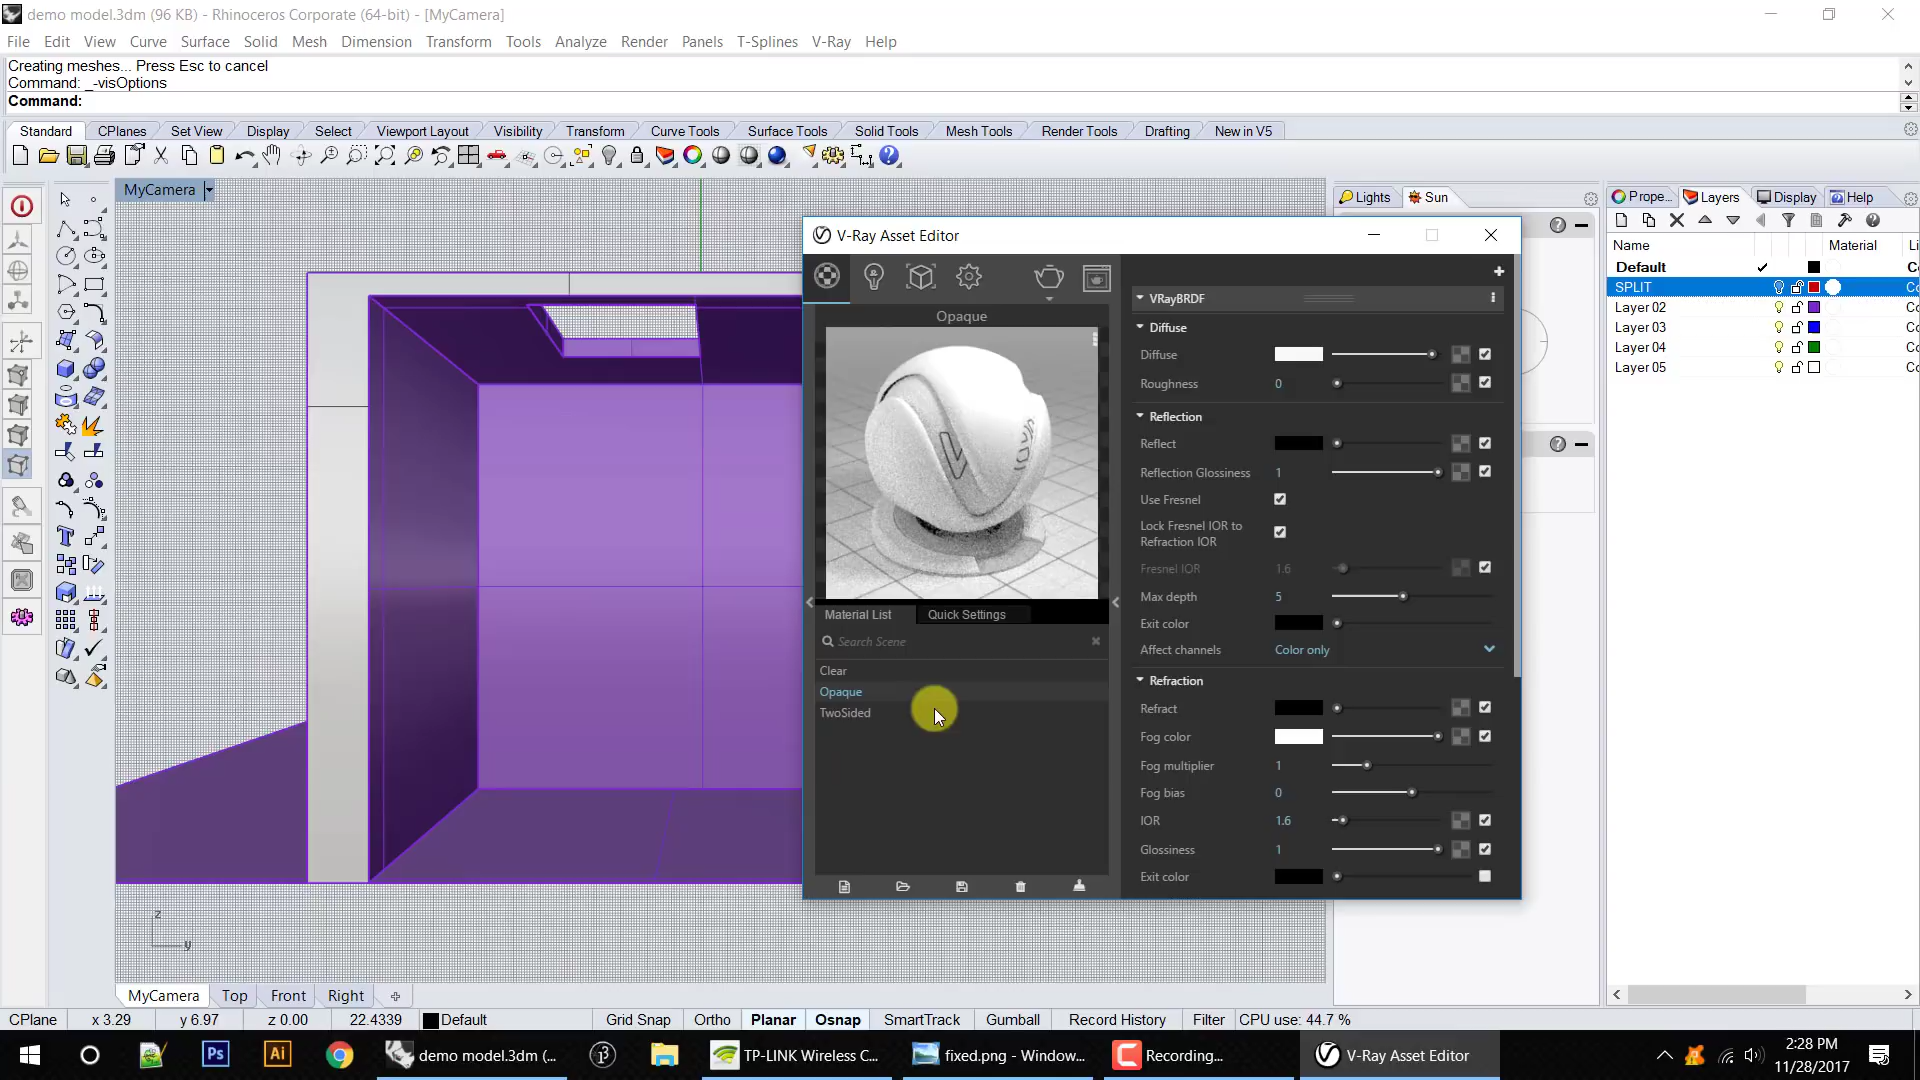 demo model.3dm (96 KB) - Rhinoceros Corporate (64-bit) - [MyCamera]
File Edit View Curve Surface Solid Mesh Dimension Transform Tools Analyze Render Panels T-Splines V-Ray Help
Creating meshes... Press Esc to cancel
Command: _-visOptions
Command:
Standard CPlanes Set View Display Select Viewport Layout Visibility Transform Curve Tools Surface Tools Solid Tools Mesh Tools Render Tools Drafting New in V5
MyCamera
Lights Sun
Prope... Layers Display Help
Name Material Li
Default Co
SPLIT Co
Layer 02 Co
Layer 03 Co
Layer 04 Co
Layer 05 Co
V-Ray Asset Editor
Opaque
Material List Quick Settings
Search Scene
Clear
Opaque
TwoSided
VRayBRDF
Diffuse
Diffuse
Roughness 0
Reflection
Reflect
Reflection Glossiness 1
Use Fresnel
Lock Fresnel IOR to
Refraction IOR
Fresnel IOR 1.6
Max depth 5
Exit color
Affect channels Color only
Refraction
Refract
Fog color
Fog multiplier 1
Fog bias 0
IOR 1.6
Glossiness 1
Exit color
z
y
MyCamera Top Front Right
CPlane x 3.29 y 6.97 z 0.00 22.4339 Default Grid Snap Ortho Planar Osnap SmartTrack Gumball Record History Filter CPU use: 44.7 %
Ps Ai demo model.3dm (... TP-LINK Wireless C... fixed.png - Window... Recording... V-Ray Asset Editor
2:28 PM
11/28/2017